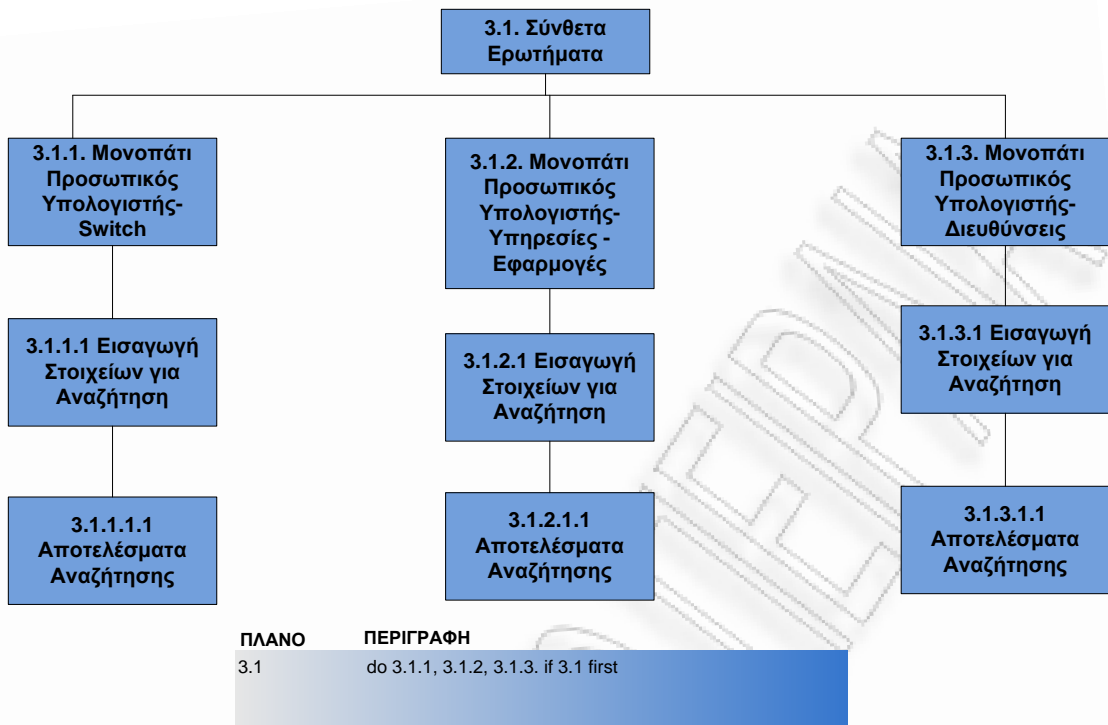 3.1. Σύνθετα
Ερωτήματα
3.1.1. Μονοπάτι
Προσωπικός
Υπολογιστής-
Switch
3.1.2. Μονοπάτι
Προσωπικός
Υπολογιστής-
Υπηρεσίες -
Εφαρμογές
3.1.3. Μονοπάτι
Προσωπικός
Υπολογιστής-
Διευθύνσεις
3.1.1.1 Εισαγωγή
Στοιχείων για
Αναζήτηση
3.1.2.1 Εισαγωγή
Στοιχείων για
Αναζήτηση
3.1.3.1 Εισαγωγή
Στοιχείων για
Αναζήτηση
3.1.1.1.1
Αποτελέσματα
Αναζήτησης
3.1.2.1.1
Αποτελέσματα
Αναζήτησης
3.1.3.1.1
Αποτελέσματα
Αναζήτησης
ΠΛΑΝΟ ΠΕΡΙΓΡΑΦΗ
3.1 do 3.1.1, 3.1.2, 3.1.3. if 3.1 first